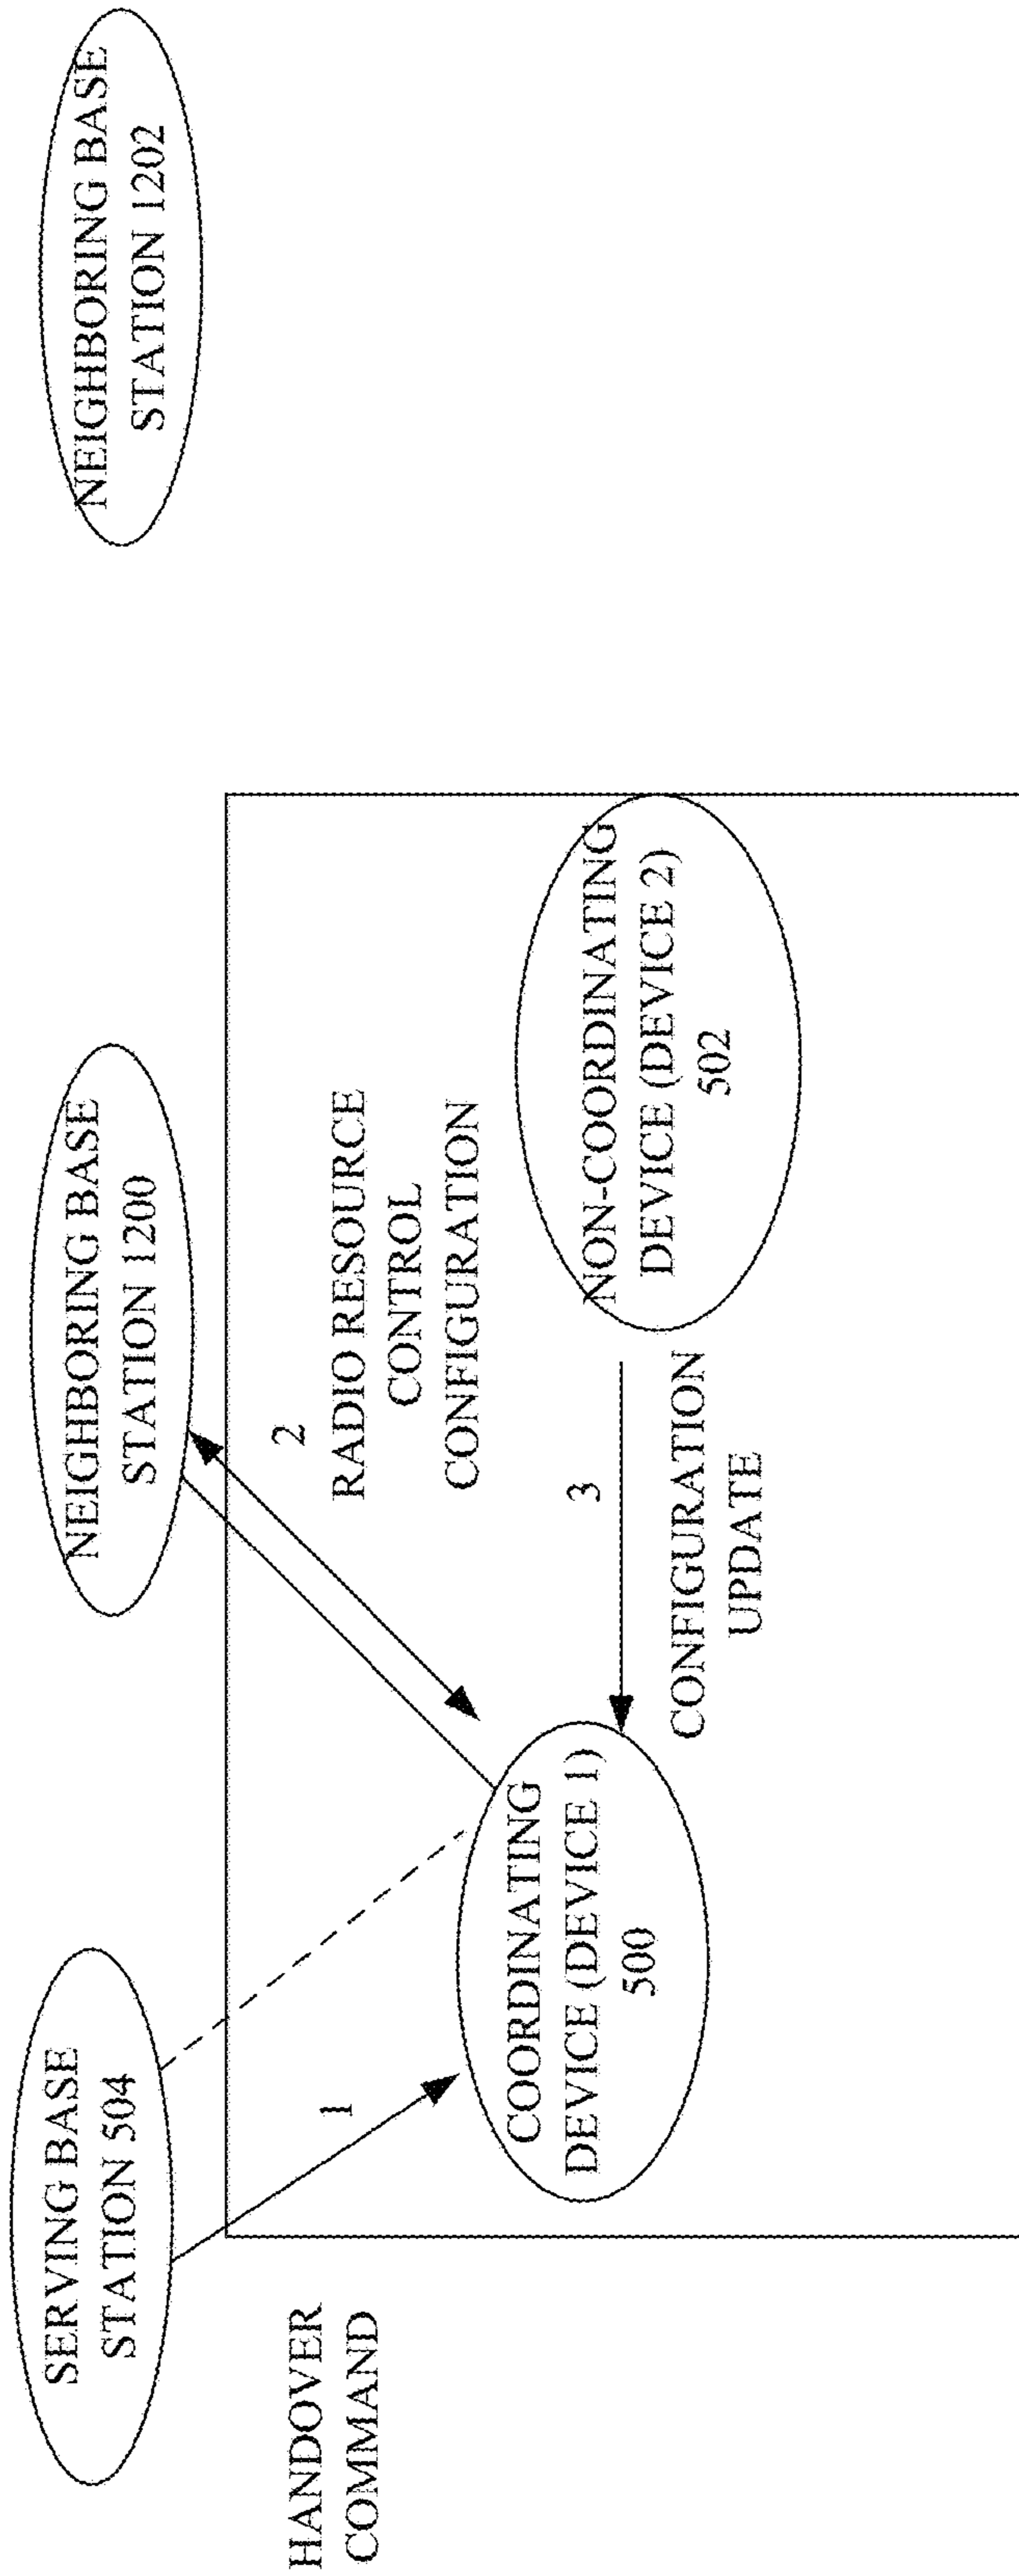 SERVING BASE
STATION 504
NEIGHBORING BASE
STATION 1200
NEIGHBORING BASE
STATION 1202
HANDOVER
COMMAND
1
2
RADIO RESOURCE
CONTROL
CONFIGURATION
COORDINATING
DEVICE (DEVICE 1)
500
3
CONFIGURATION
UPDATE
NON-COORDINATING
DEVICE (DEVICE 2)
502